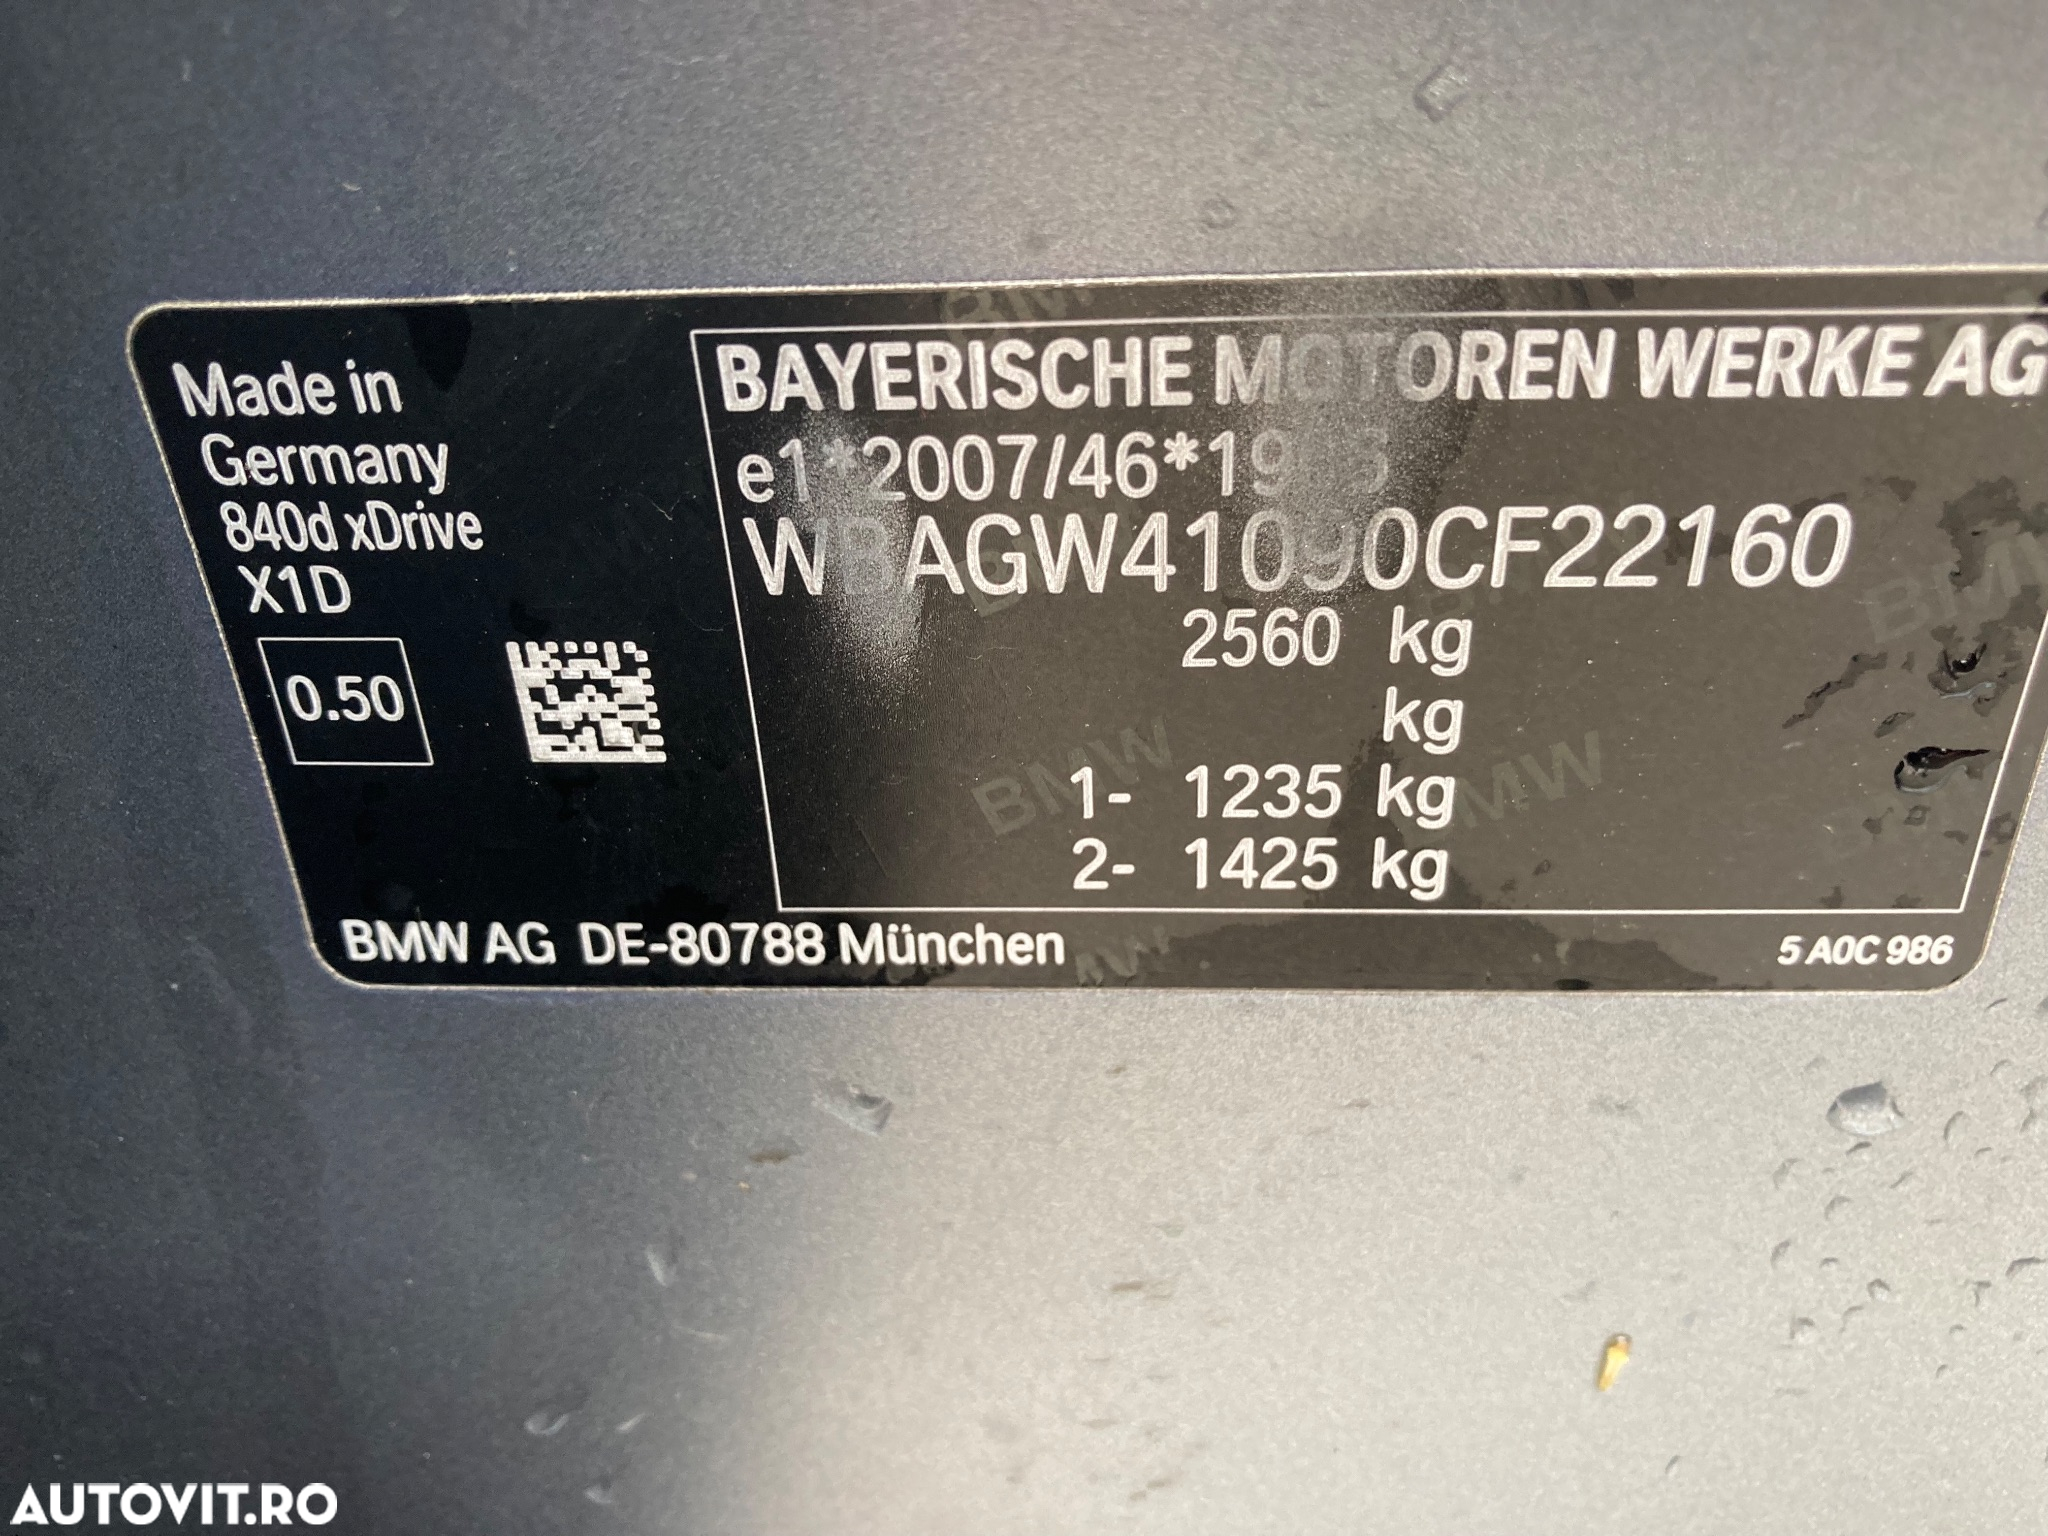 Made in
Germany
840d xDrive
X1D
0.50
BAYERISCHE MOTOREN WERKE AG
WBAGW41090CF22160
2560 kg
kg
1- 1235 kg
2- 1425 kg
BMW AG DE-80788 München
5 A0C 986
AUTOVIT.RO